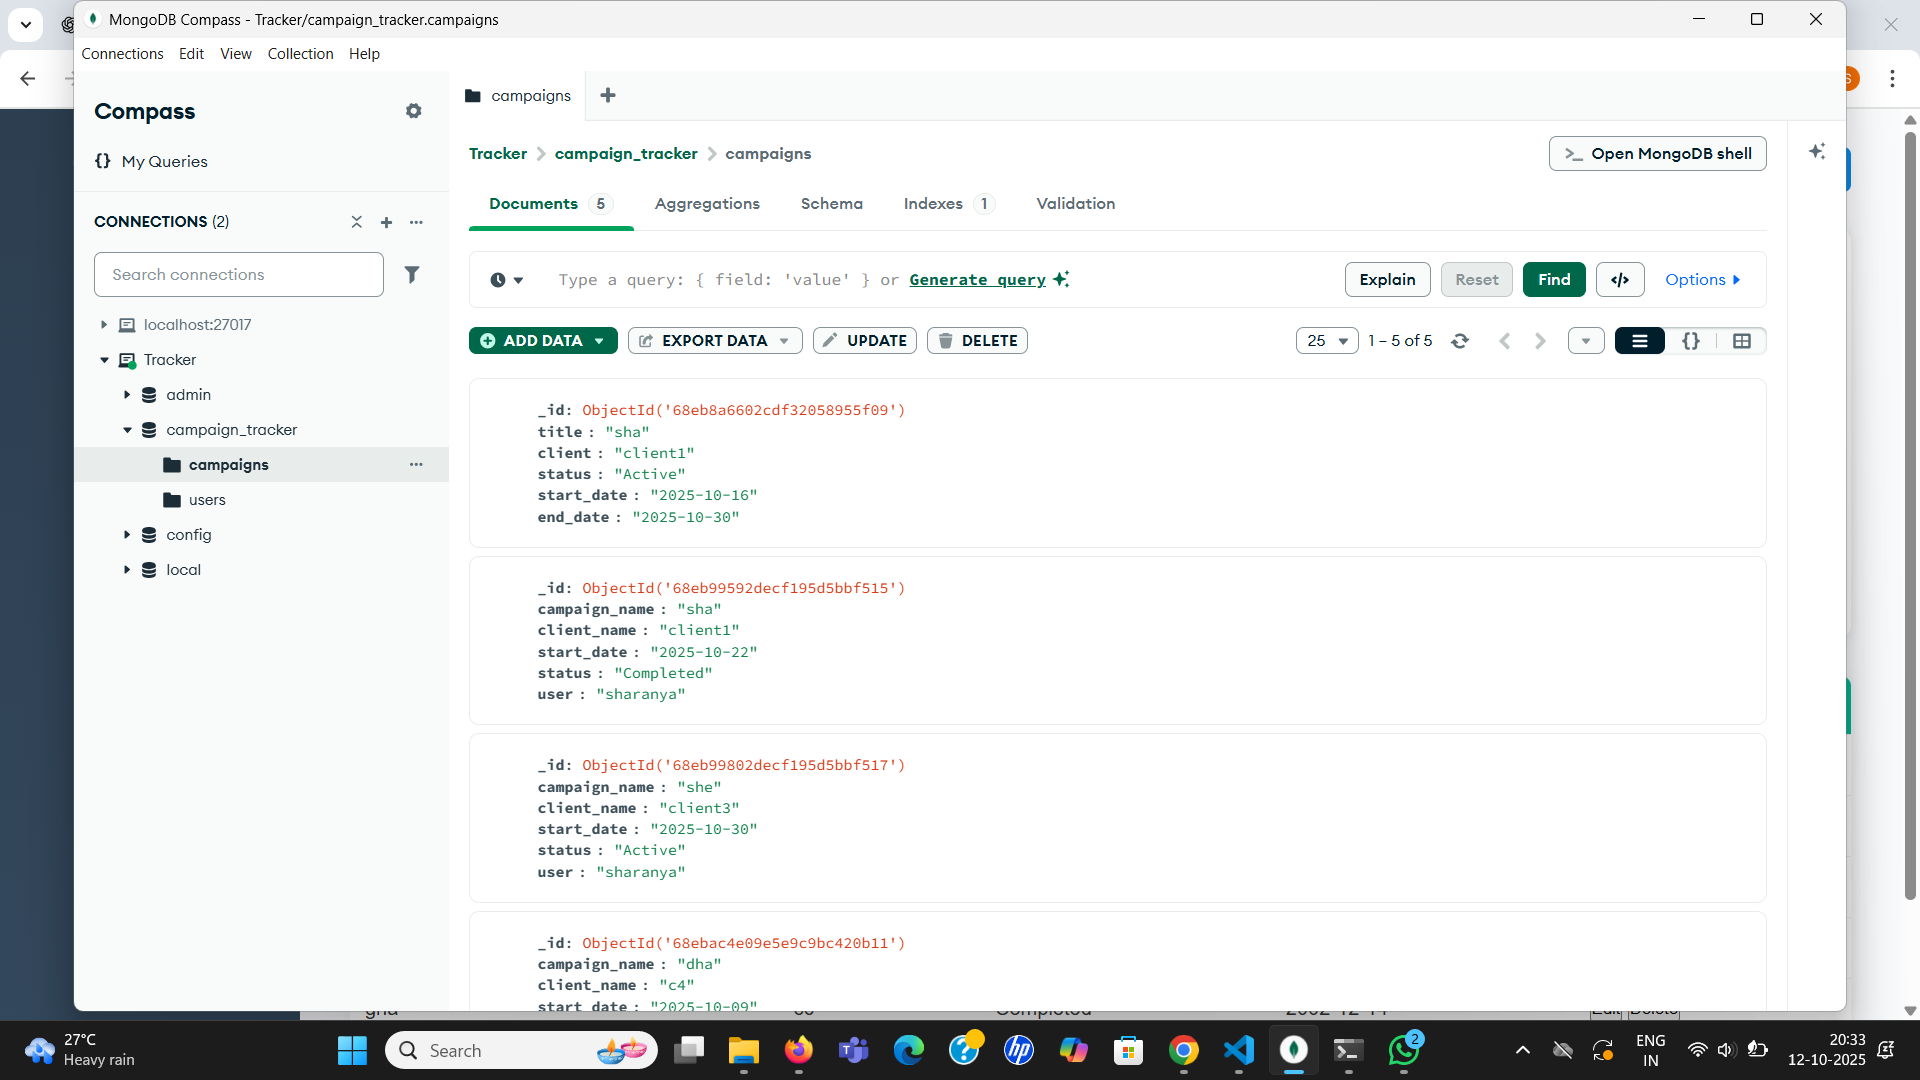 MongoDB Compass - Tracker/campaign_tracker.campaigns
Connections Edit View Collection Help
Compass
My Queries
CONNECTIONS (2)
Search connections
localhost:27017
Tracker
admin
campaign_tracker
campaigns
users
config
local
campaigns
Tracker > campaign_tracker > campaigns
>_ Open MongoDB shell
Documents 5 Aggregations Schema Indexes 1 Validation
Type a query: { field: 'value' } or Generate query
Explain Reset Find </> Options
ADD DATA EXPORT DATA UPDATE DELETE
25 1 – 5 of 5
_id: ObjectId('68eb8a6602cdf32058955f09')
title : "sha"
client : "client1"
status : "Active"
start_date : "2025-10-16"
end_date : "2025-10-30"
_id: ObjectId('68eb99592decf195d5bbf515')
campaign_name : "sha"
client_name : "client1"
start_date : "2025-10-22"
status : "Completed"
user : "sharanya"
_id: ObjectId('68eb99802decf195d5bbf517')
campaign_name : "she"
client_name : "client3"
start_date : "2025-10-30"
status : "Active"
user : "sharanya"
_id: ObjectId('68ebac4e09e5e9c9bc420b11')
campaign_name : "dha"
client_name : "c4"
start_date : "2025-10-09"
27°C
Heavy rain
Search
2
ENG
IN
20:33
12-10-2025